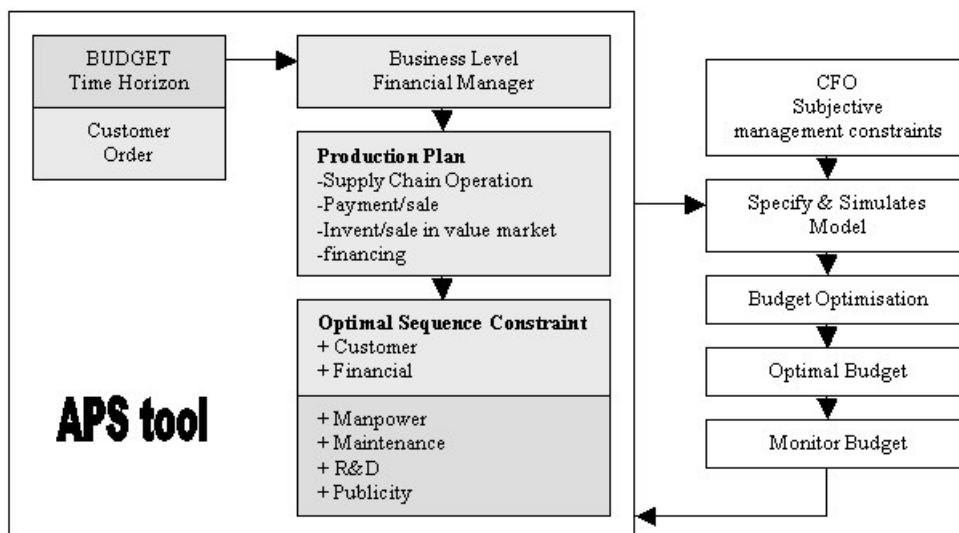 BUDGET
Time Horizon
Customer
Order
Business Level
Financial Manager
Production Plan
-Supply Chain Operation
-Payment/sale
-Invent/sale in value market
-financing
Optimal Sequence Constraint
+ Customer
+ Financial
+ Manpower
+ Maintenance
+ R&D
+ Publicity
APS tool
CFO
Subjective
management constraints
Specify & Simulates
Model
Budget Optimisation
Optimal Budget
Monitor Budget